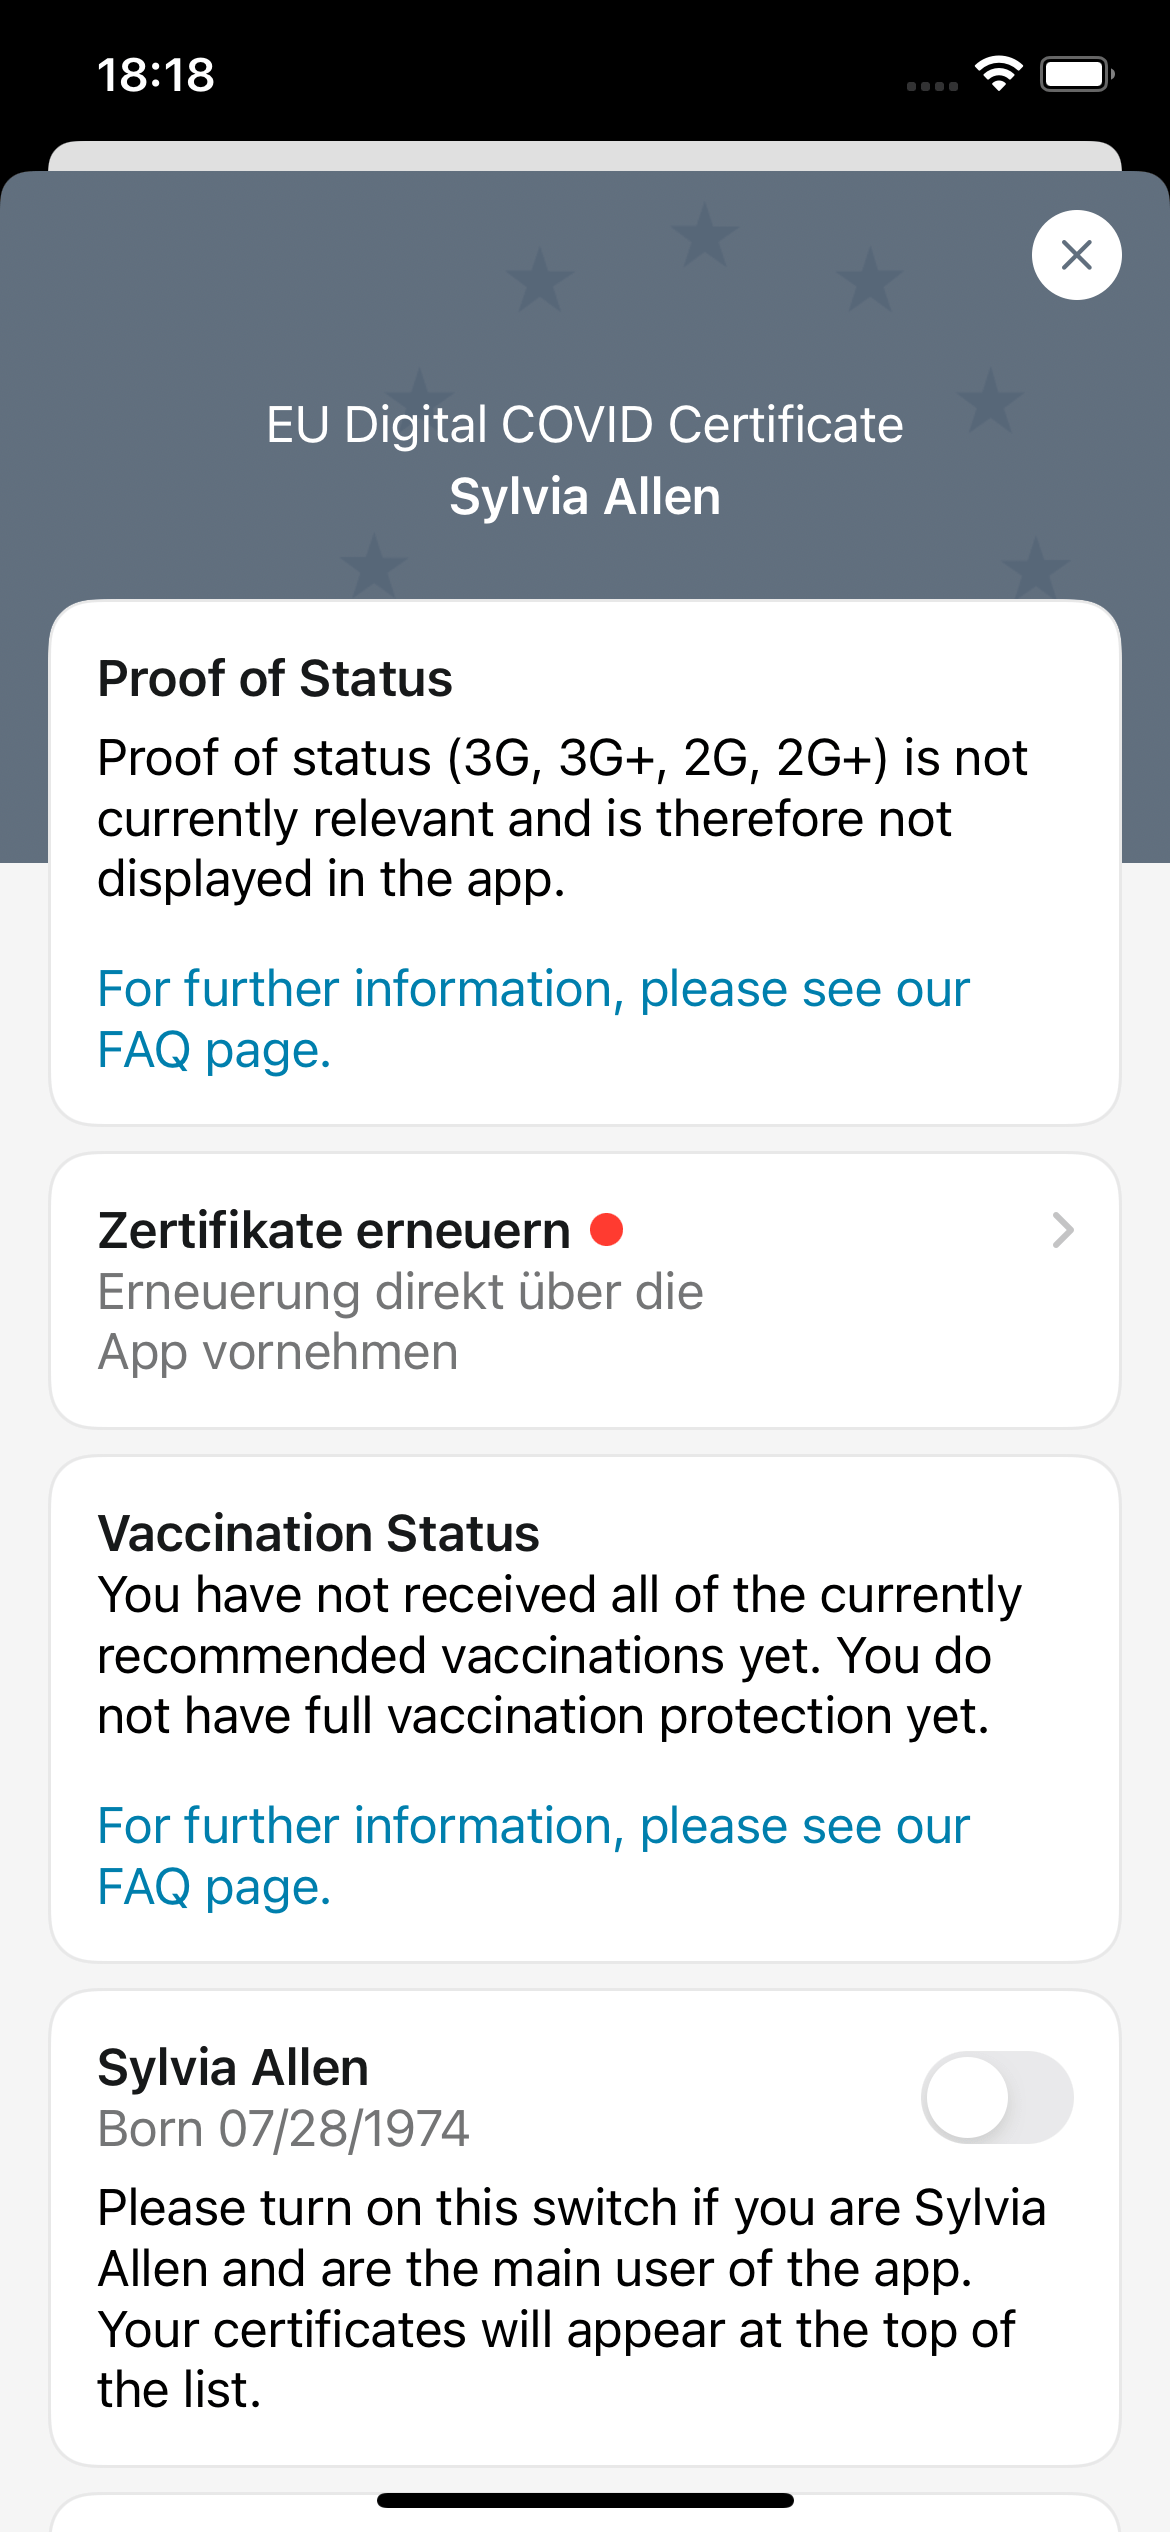 18:18
EU Digital COVID Certificate
Sylvia Allen
Proof of Status
Proof of status (3G, 3G+, 2G, 2G+) is not
currently relevant and is therefore not
displayed in the app.
For further information, please see our
FAQ page.
Zertifikate erneuern
Erneuerung direkt über die
App vornehmen
Vaccination Status
You have not received all of the currently
recommended vaccinations yet. You do
not have full vaccination protection yet.
For further information, please see our
FAQ page.
Sylvia Allen
Born 07/28/1974
Please turn on this switch if you are Sylvia
Allen and are the main user of the app.
Your certificates will appear at the top of
the list.